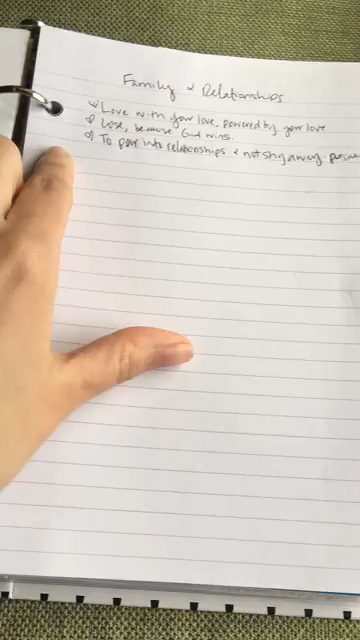 Family & Relationships
Love with your love, powered by your love
Lose, because God wins.
To pour into relationships & not shy away. pursue